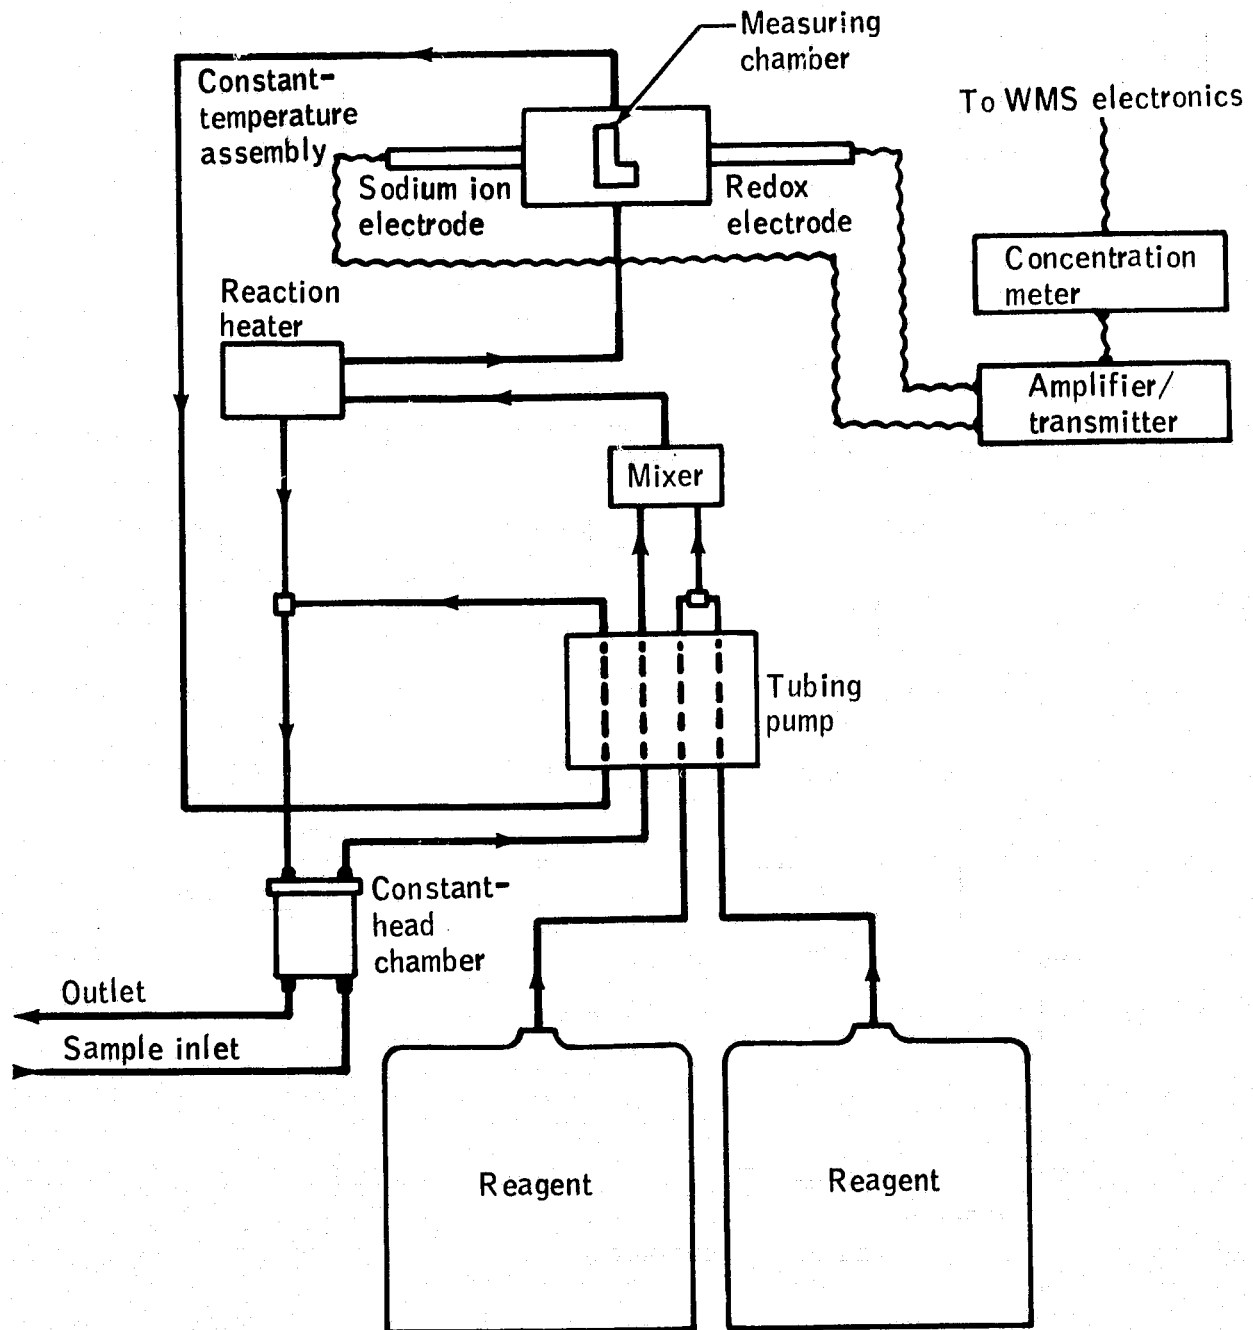 Measuring
chamber
Constant-
temperature
assembly
To WMS electronics
Sodium ion
electrode
Redox
electrode
Concentration
meter
Reaction
heater
Amplifier/
transmitter
Mixer
Tubing
pump
Constant-
head
chamber
Outlet
Sample inlet
Reagent
Reagent